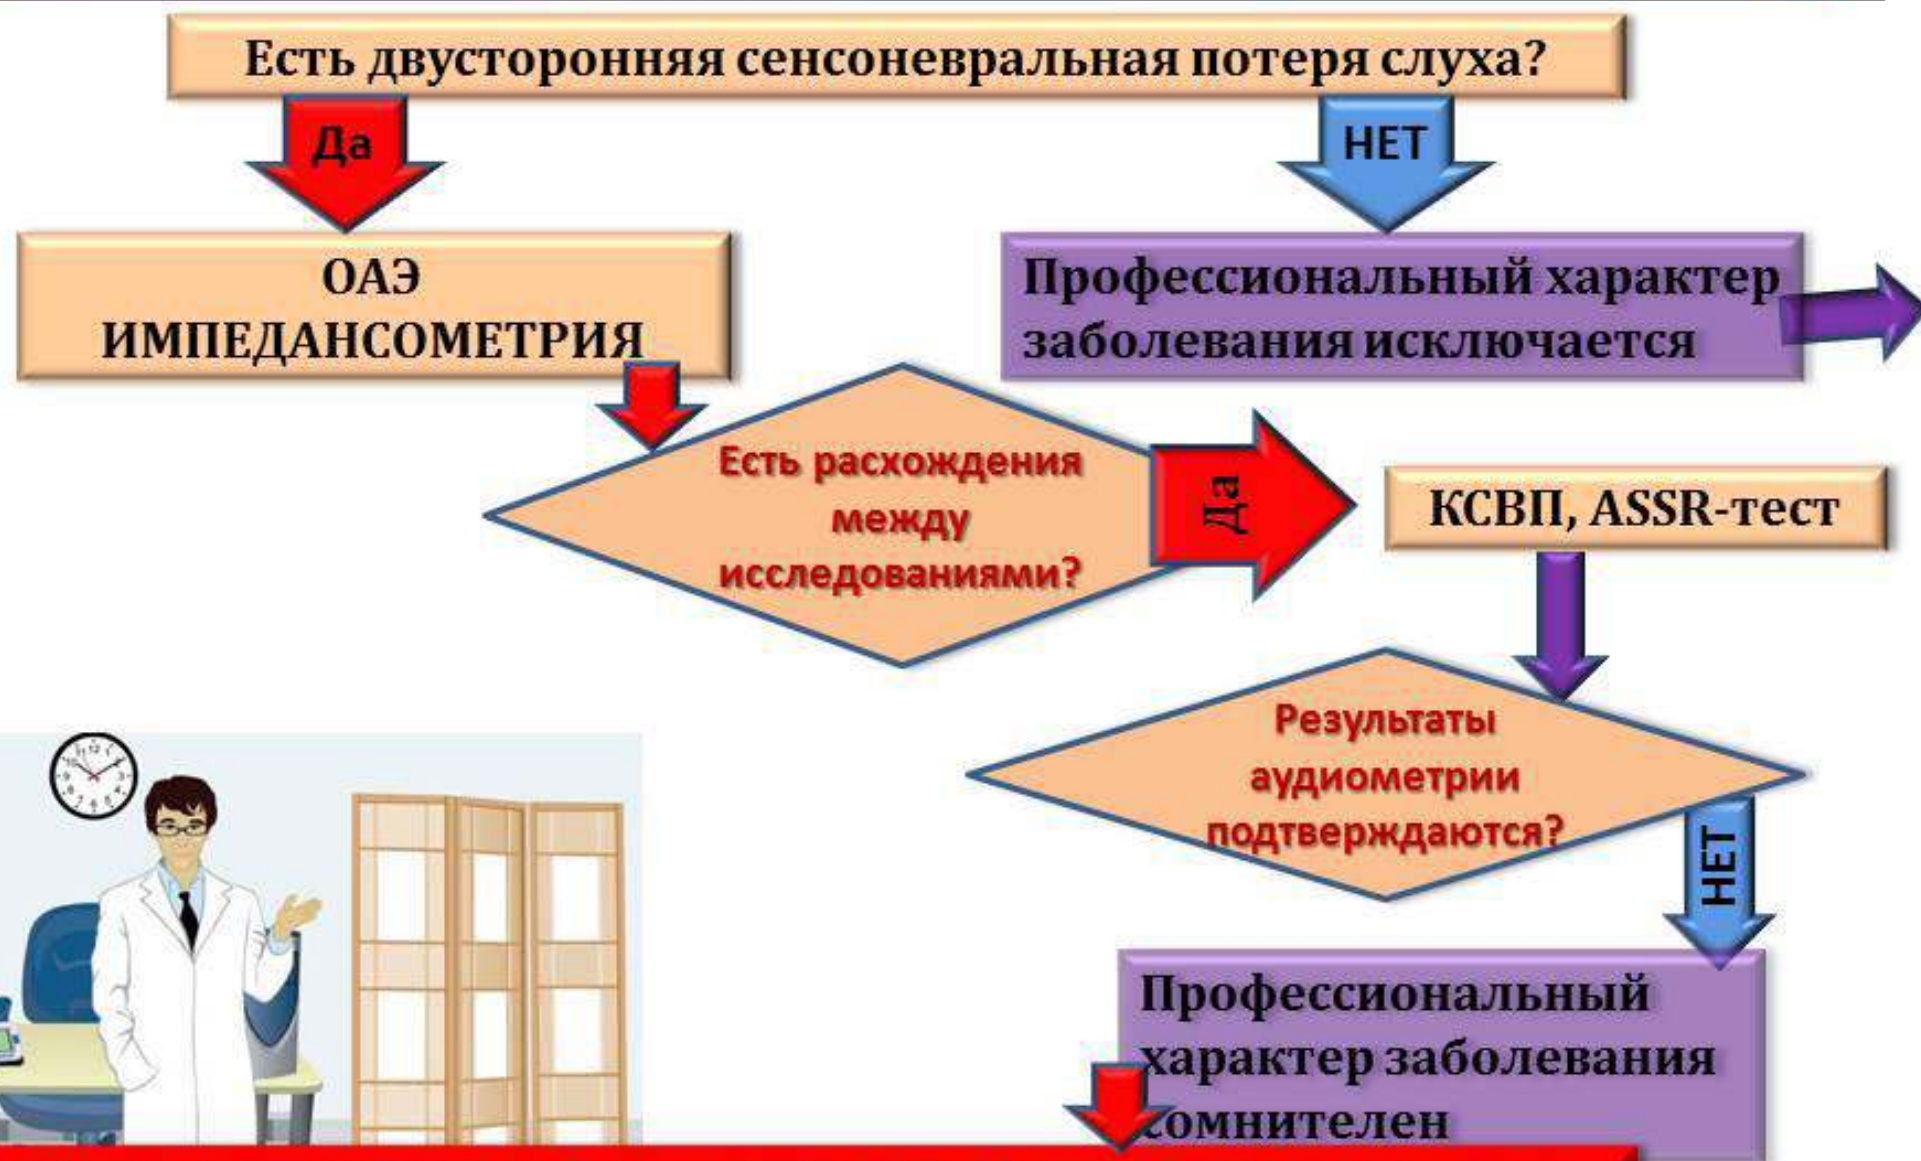 Есть двусторонняя сенсоневральная потеря слуха?
Да
НЕТ
ОАЭ
ИМПЕДАНСОМЕТРИЯ
Профессиональный характер
заболевания исключается
Есть расхождения
между
исследованиями?
Да
КСВП, ASSR-тест
Результаты
аудиометрии
подтверждаются?
НЕТ
Профессиональный
характер заболевания
сомнителен